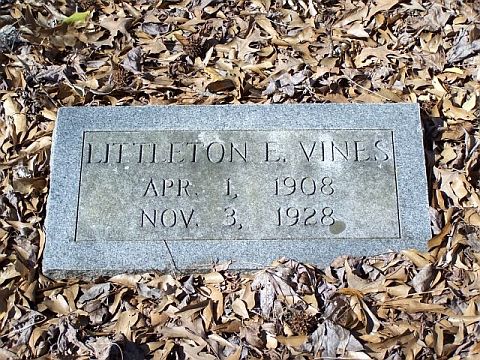 LITTLETON E. VINES
APR. 1, 1908
NOV. 3, 1928